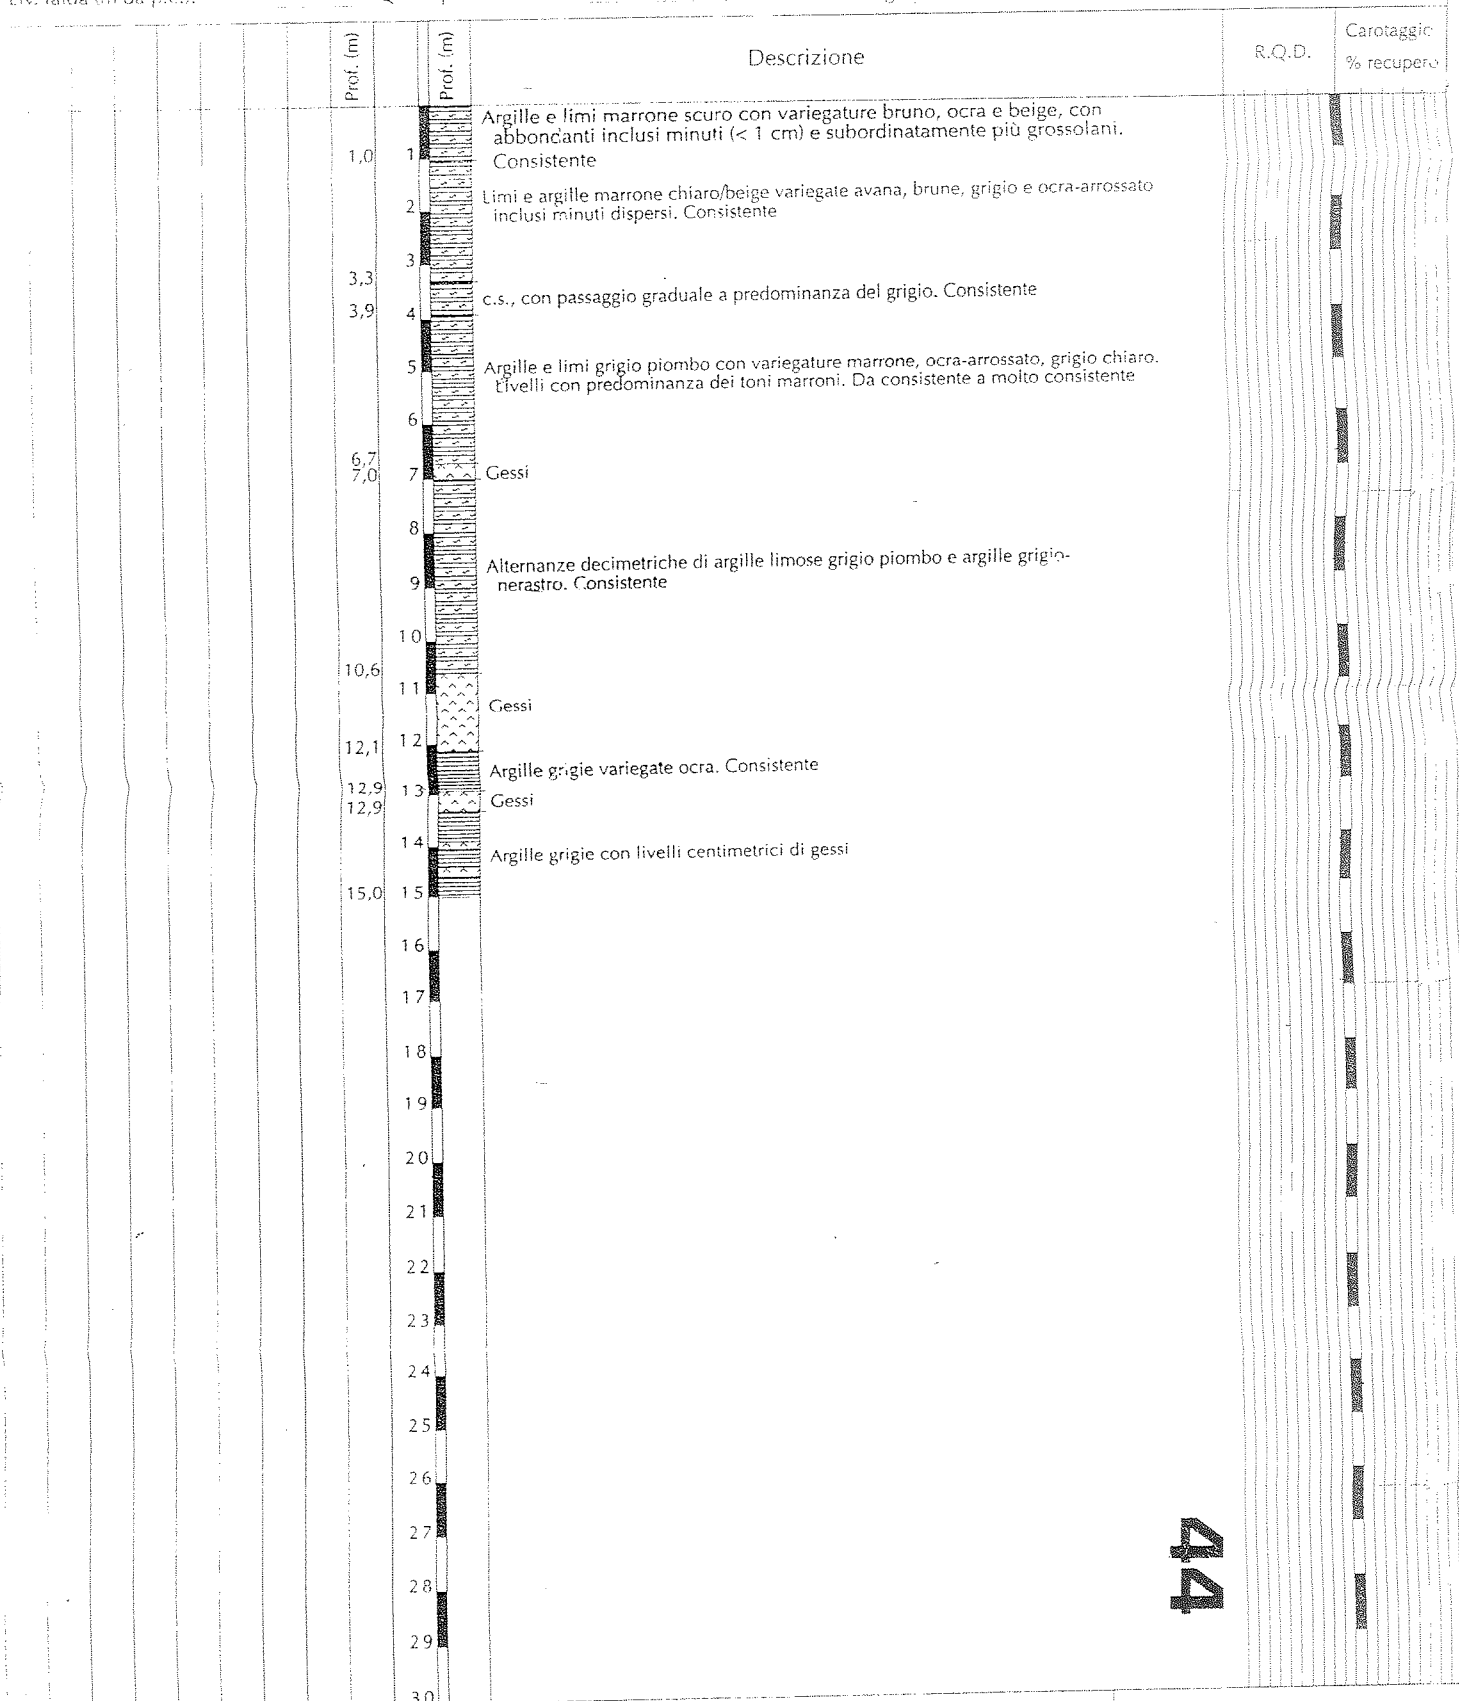 Prof. (m)
Prof. (m)
Descrizione
R.Q.D.
Carotaggio
% recupero
Argille e limi marrone scuro con variegature bruno, ocra e beige, con
abbondanti inclusi minuti (< 1 cm) e subordinatamente più grossolani.
1,0
1
Consistente
Limi e argille marrone chiaro/beige variegate avana, brune, grigio e ocra-arrossato
2
inclusi minuti dispersi. Consistente
3
3,3
c.s., con passaggio graduale a predominanza del grigio. Consistente
3,9
4
Argille e limi grigio piombo con variegature marrone, ocra-arrossato, grigio chiaro.
5
Livelli con predominanza dei toni marroni. Da consistente a molto consistente
6
6,7
7,0
7
Gessi
8
Alternanze decimetriche di argille limose grigio piombo e argille grigio-
9
nerastro. Consistente
10
10,6
11
Gessi
12,1
12
Argille grigie variegate ocra. Consistente
12,9
13
12,9
Gessi
14
Argille grigie con livelli centimetrici di gessi
15,0
15
16
17
18
19
20
21
22
23
24
25
26
27
28
29
30
44